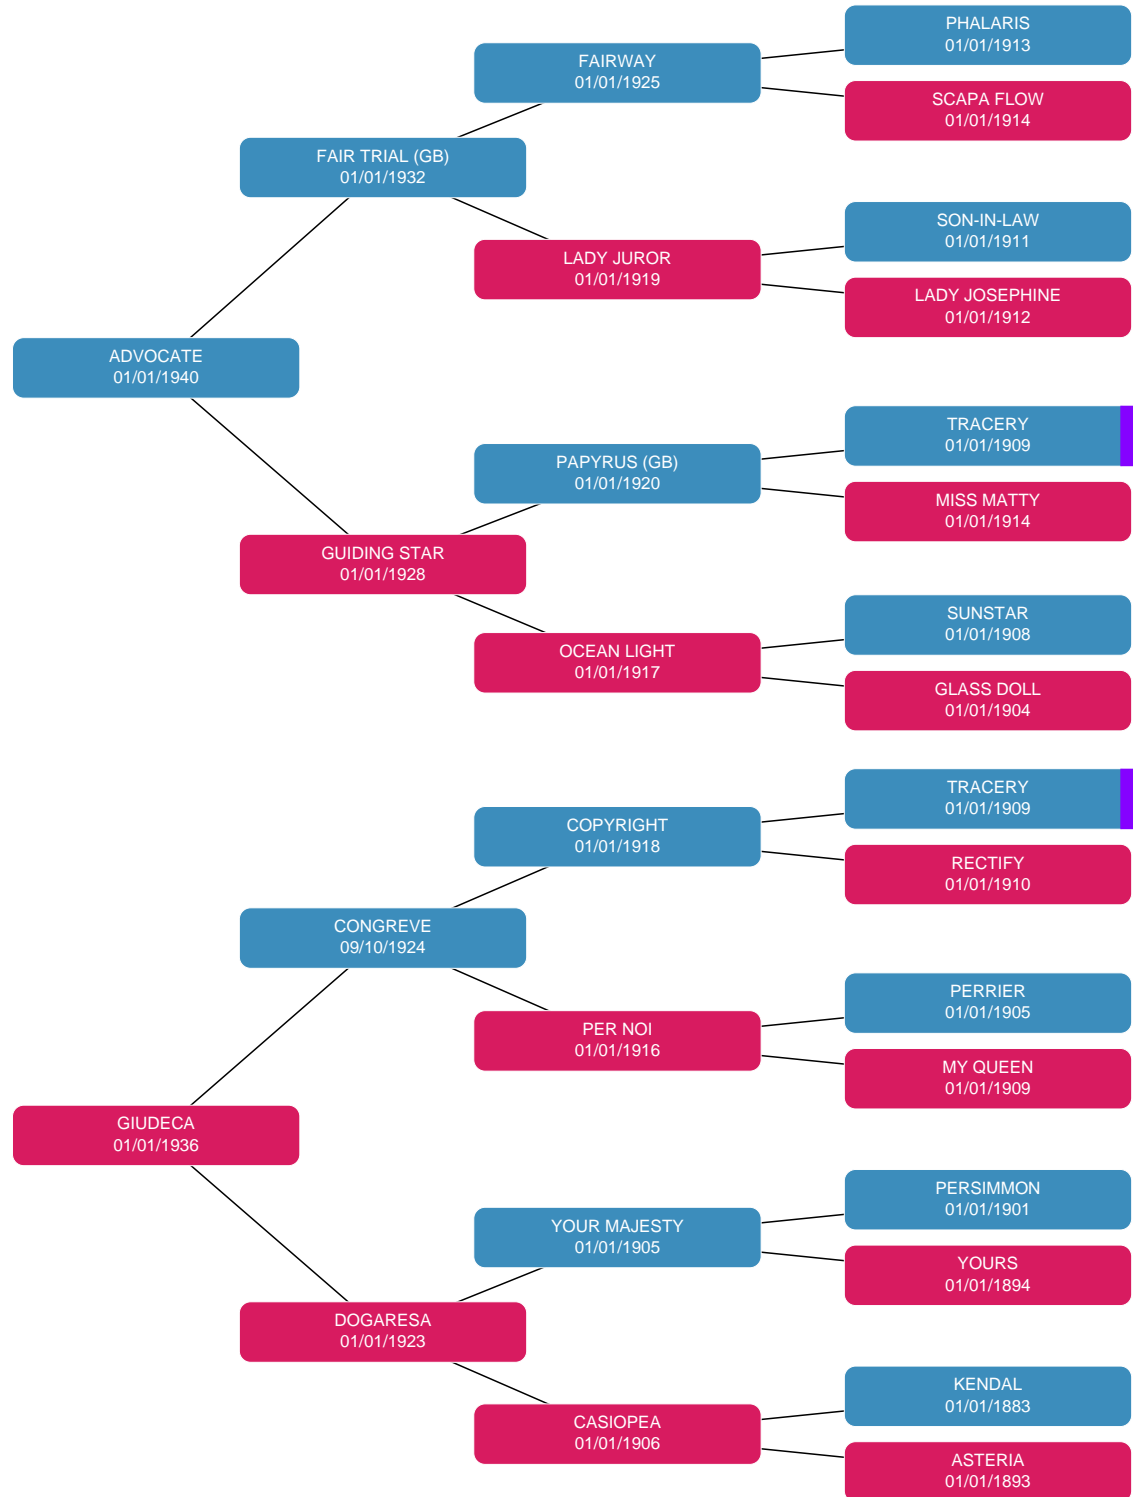 PHALARIS
01/01/1913
FAIRWAY
01/01/1925
SCAPA FLOW
01/01/1914
FAIR TRIAL (GB)
01/01/1932
SON-IN-LAW
01/01/1911
LADY JUROR
01/01/1919
LADY JOSEPHINE
01/01/1912
ADVOCATE
01/01/1940
TRACERY
01/01/1909
PAPYRUS (GB)
01/01/1920
MISS MATTY
01/01/1914
GUIDING STAR
01/01/1928
SUNSTAR
01/01/1908
OCEAN LIGHT
01/01/1917
GLASS DOLL
01/01/1904
TRACERY
01/01/1909
COPYRIGHT
01/01/1918
RECTIFY
01/01/1910
CONGREVE
09/10/1924
PERRIER
01/01/1905
PER NOI
01/01/1916
MY QUEEN
01/01/1909
GIUDECA
01/01/1936
PERSIMMON
01/01/1901
YOUR MAJESTY
01/01/1905
YOURS
01/01/1894
DOGARESA
01/01/1923
KENDAL
01/01/1883
CASIOPEA
01/01/1906
ASTERIA
01/01/1893